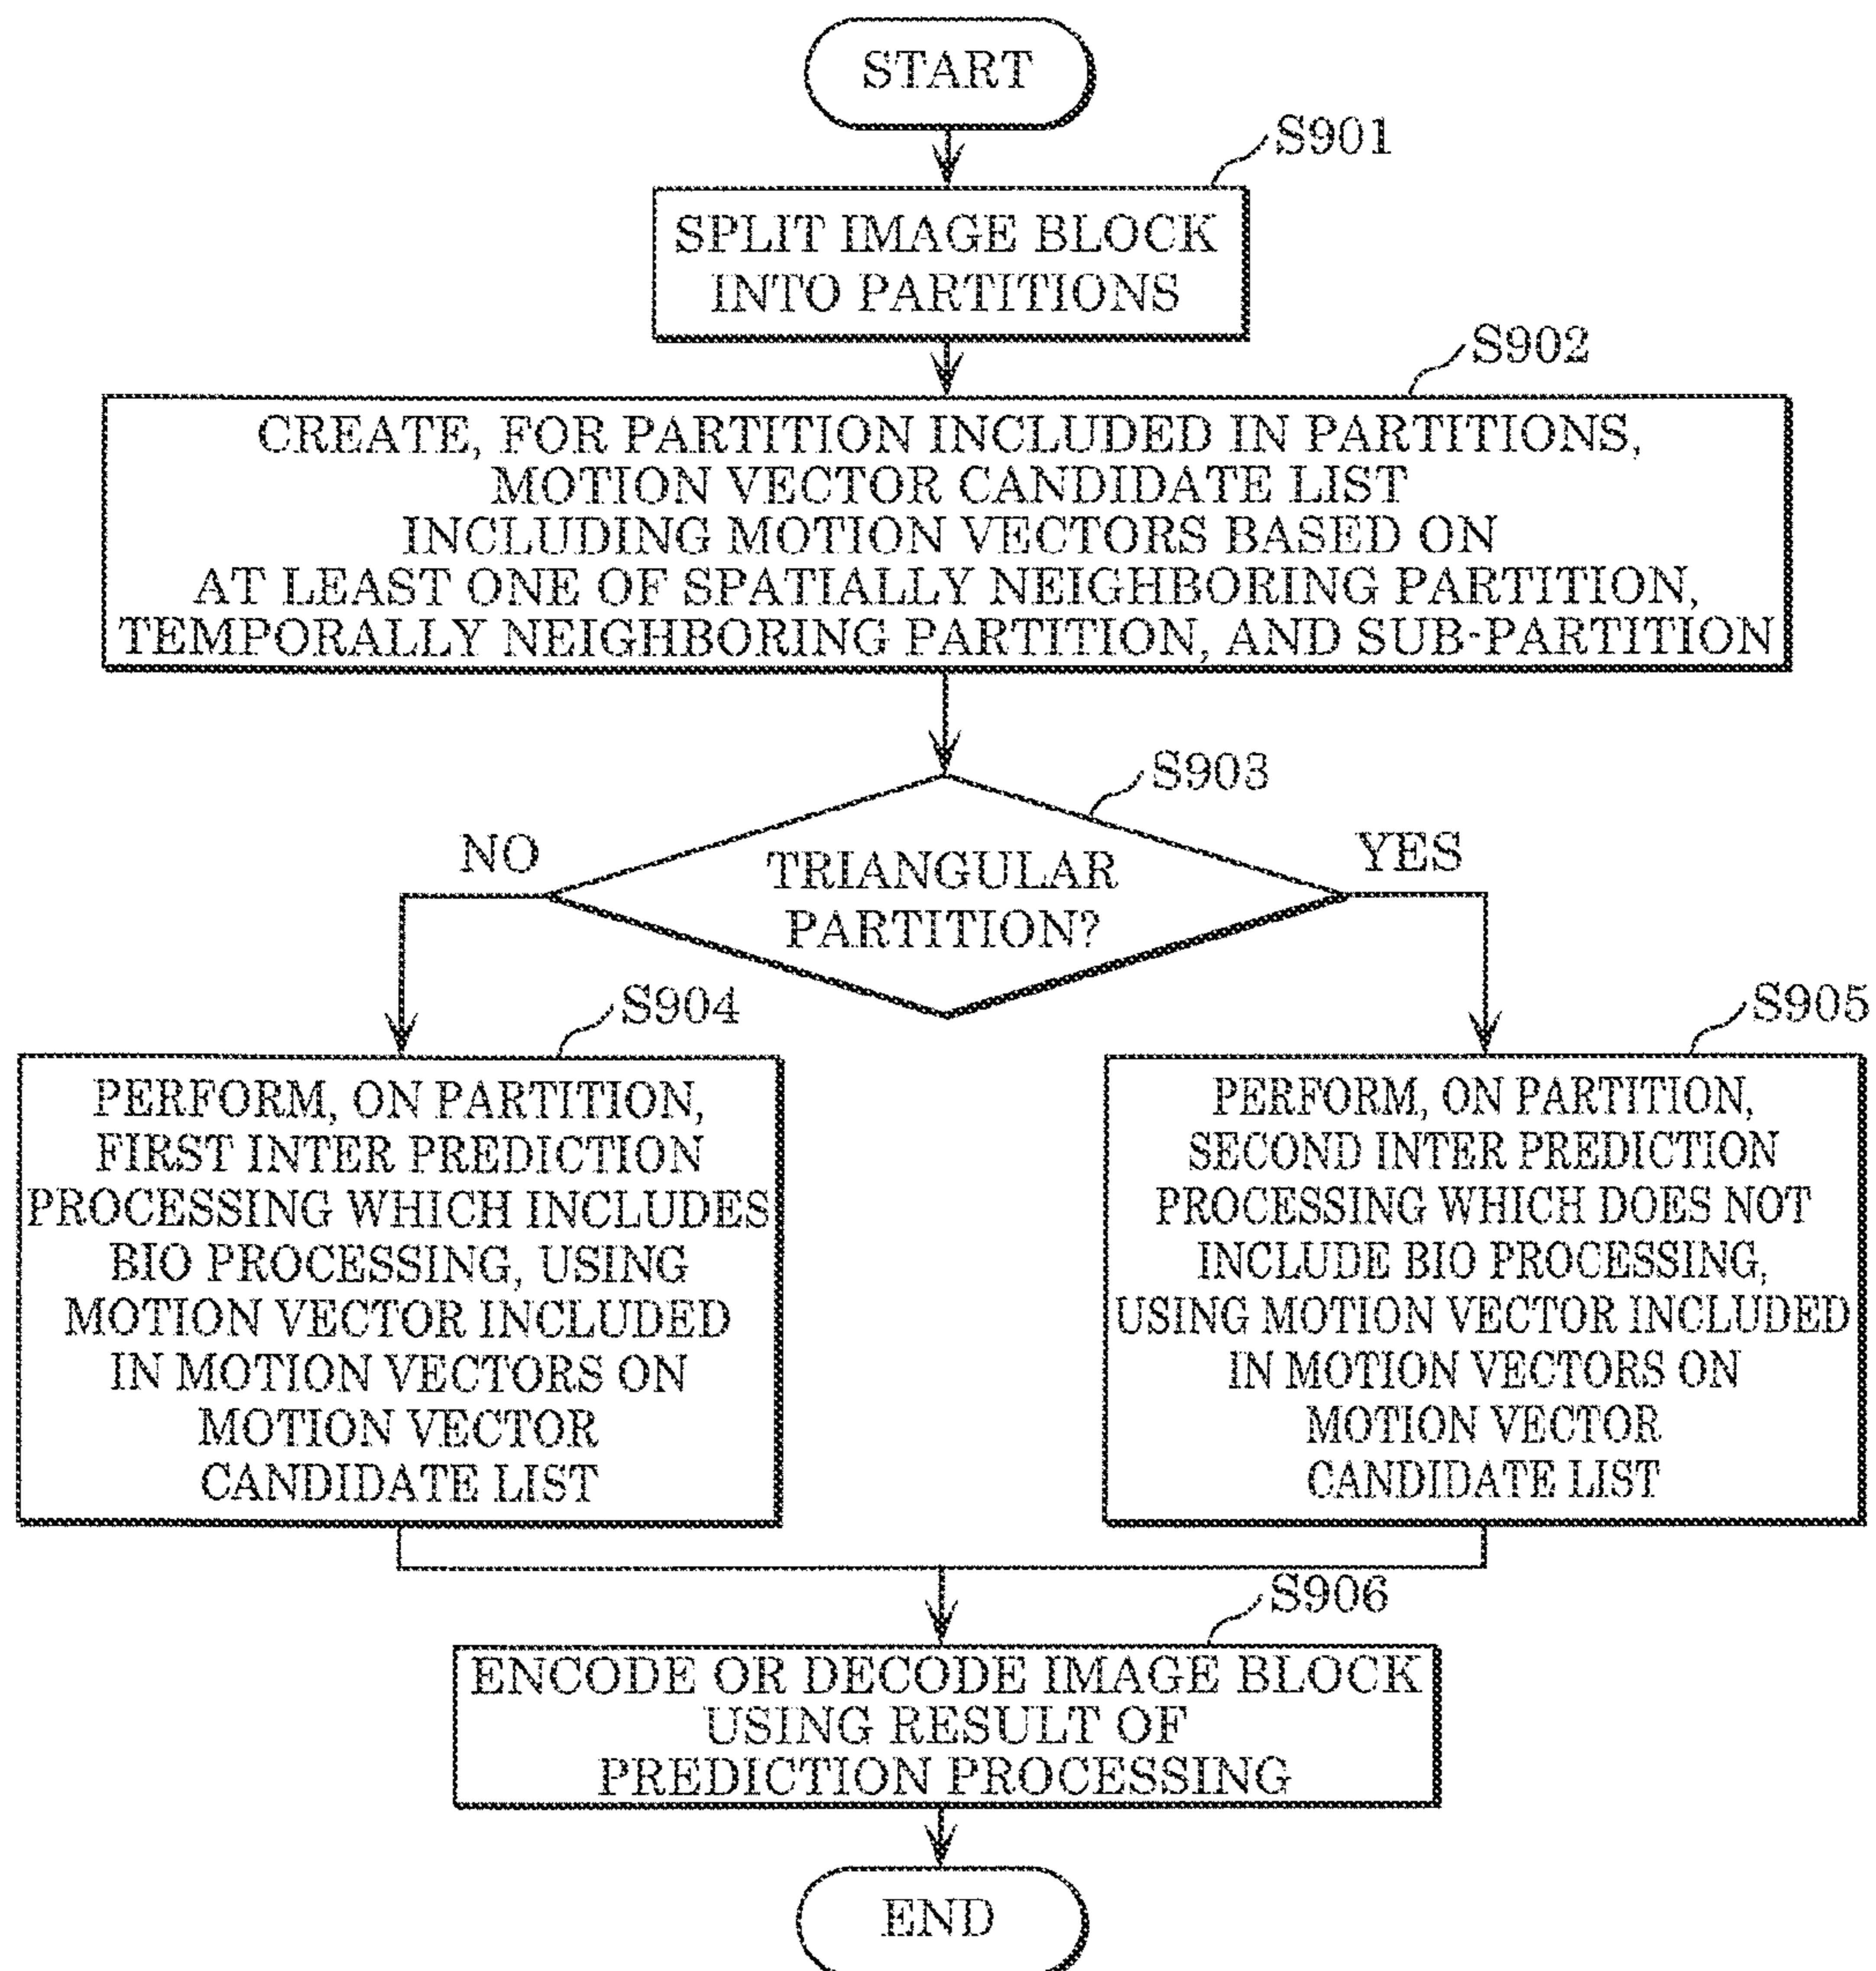 START
S901
SPLIT IMAGE BLOCK
INTO PARTITIONS
S902
CREATE, FOR PARTITION INCLUDED IN PARTITIONS,
MOTION VECTOR CANDIDATE LIST
INCLUDING MOTION VECTORS BASED ON
AT LEAST ONE OF SPATIALLY NEIGHBORING PARTITION,
TEMPORALLY NEIGHBORING PARTITION, AND SUB-PARTITION
S903
NO
YES
TRIANGULAR
PARTITION?
S904
PERFORM, ON PARTITION,
FIRST INTER PREDICTION
PROCESSING WHICH INCLUDES
BIO PROCESSING, USING
MOTION VECTOR INCLUDED
IN MOTION VECTORS ON
MOTION VECTOR
CANDIDATE LIST
S905
PERFORM, ON PARTITION,
SECOND INTER PREDICTION
PROCESSING WHICH DOES NOT
INCLUDE BIO PROCESSING,
USING MOTION VECTOR INCLUDED
IN MOTION VECTORS ON
MOTION VECTOR
CANDIDATE LIST
S906
ENCODE OR DECODE IMAGE BLOCK
USING RESULT OF
PREDICTION PROCESSING
END